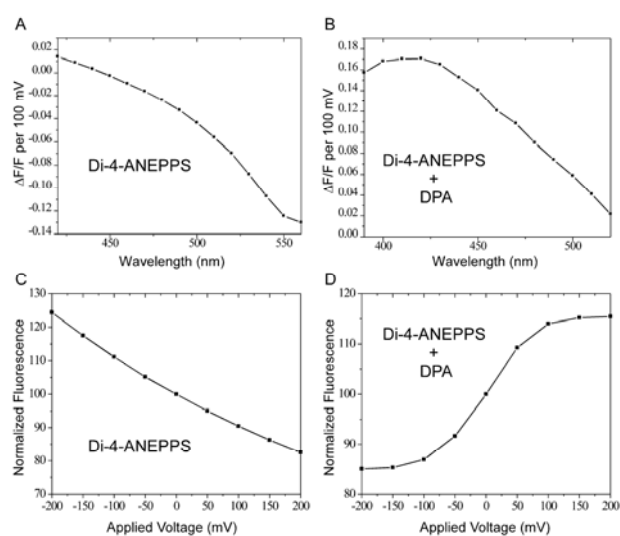 A
0.02
0.00
-0.02
-0.04
-0.06
-0.08
-0.10
-0.12
-0.14
ΔF/F per 100 mV
Di-4-ANEPPS
450
500
550
Wavelength (nm)
B
0.18
0.16
0.14
0.12
0.10
0.08
0.06
0.04
0.02
0.00
ΔF/F per 100 mV
Di-4-ANEPPS
+
DPA
400
450
500
Wavelength (nm)
C
130
120
110
100
90
80
70
Normalized Fluorescence
Di-4-ANEPPS
-200 -150 -100 -50 0 50 100 150 200
Applied Voltage (mV)
D
115
110
100
90
85
80
Normalized Fluorescence
Di-4-ANEPPS
+
DPA
-200 -150 -100 -50 0 50 100 150 200
Applied Voltage (mV)